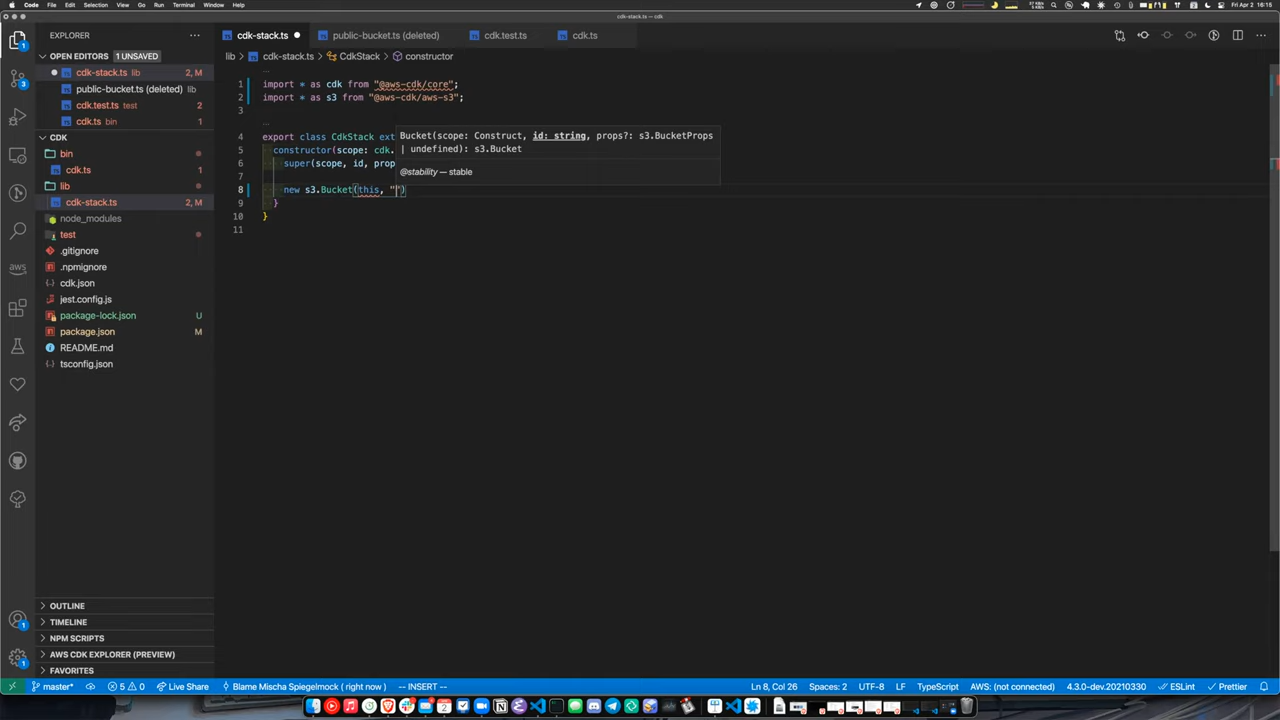 Code File Edit Selection View Go Run Terminal Window Help
Fri Apr 2 16:15
cdk-stack.ts — cdk
EXPLORER
cdk-stack.ts
public-bucket.ts (deleted)
cdk.test.ts
cdk.ts
OPEN EDITORS 1 UNSAVED
lib > cdk-stack.ts > CdkStack > constructor
cdk-stack.ts lib 2, M
public-bucket.ts (deleted) lib
cdk.test.ts test 2
cdk.ts bin 1
CDK
bin
cdk.ts 1
lib
cdk-stack.ts 2, M
node_modules
test
.gitignore
.npmignore
cdk.json
jest.config.js
package-lock.json U
package.json M
README.md
tsconfig.json
OUTLINE
TIMELINE
NPM SCRIPTS
AWS CDK EXPLORER (PREVIEW)
FAVORITES
1 import * as cdk from "@aws-cdk/core";
2 import * as s3 from "@aws-cdk/aws-s3";
3
4 export class CdkStack ext
5 constructor(scope: cdk.
6 super(scope, id, prop
7
8 new s3.Bucket(this, "")
9 }
10 }
11
Bucket(scope: Construct, id: string, props?: s3.BucketProps
| undefined): s3.Bucket
@stability — stable
master* Live Share Blame Mischa Spiegelmock ( right now ) -- INSERT -- Ln 8, Col 26 Spaces: 2 UTF-8 LF TypeScript AWS: (not connected) 4.3.0-dev.20210330 ESLint Prettier